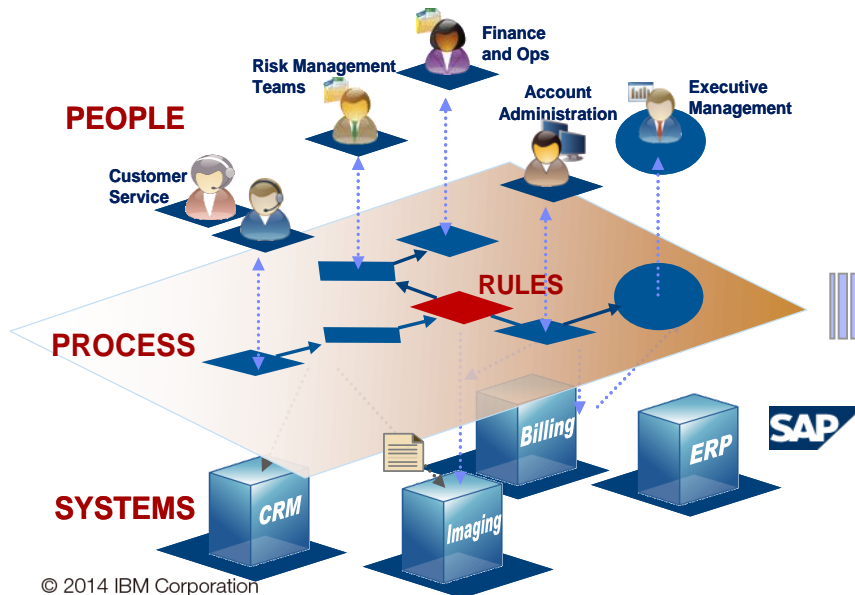 Finance
and Ops
Risk Management
Teams
Account
Administration
Executive
Management
PEOPLE
Customer
Service
RULES
PROCESS
Billing
SAP
ERP
SYSTEMS
CRM
Imaging
© 2014 IBM Corporation